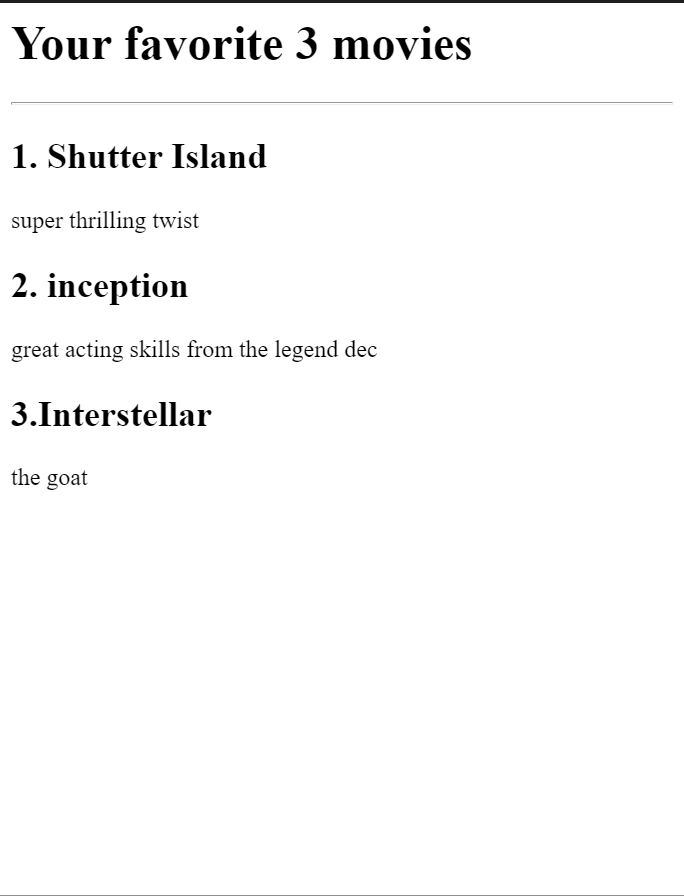 Your favorite 3 movies
1. Shutter Island
super thrilling twist
2. inception
great acting skills from the legend dec
3.Interstellar
the goat